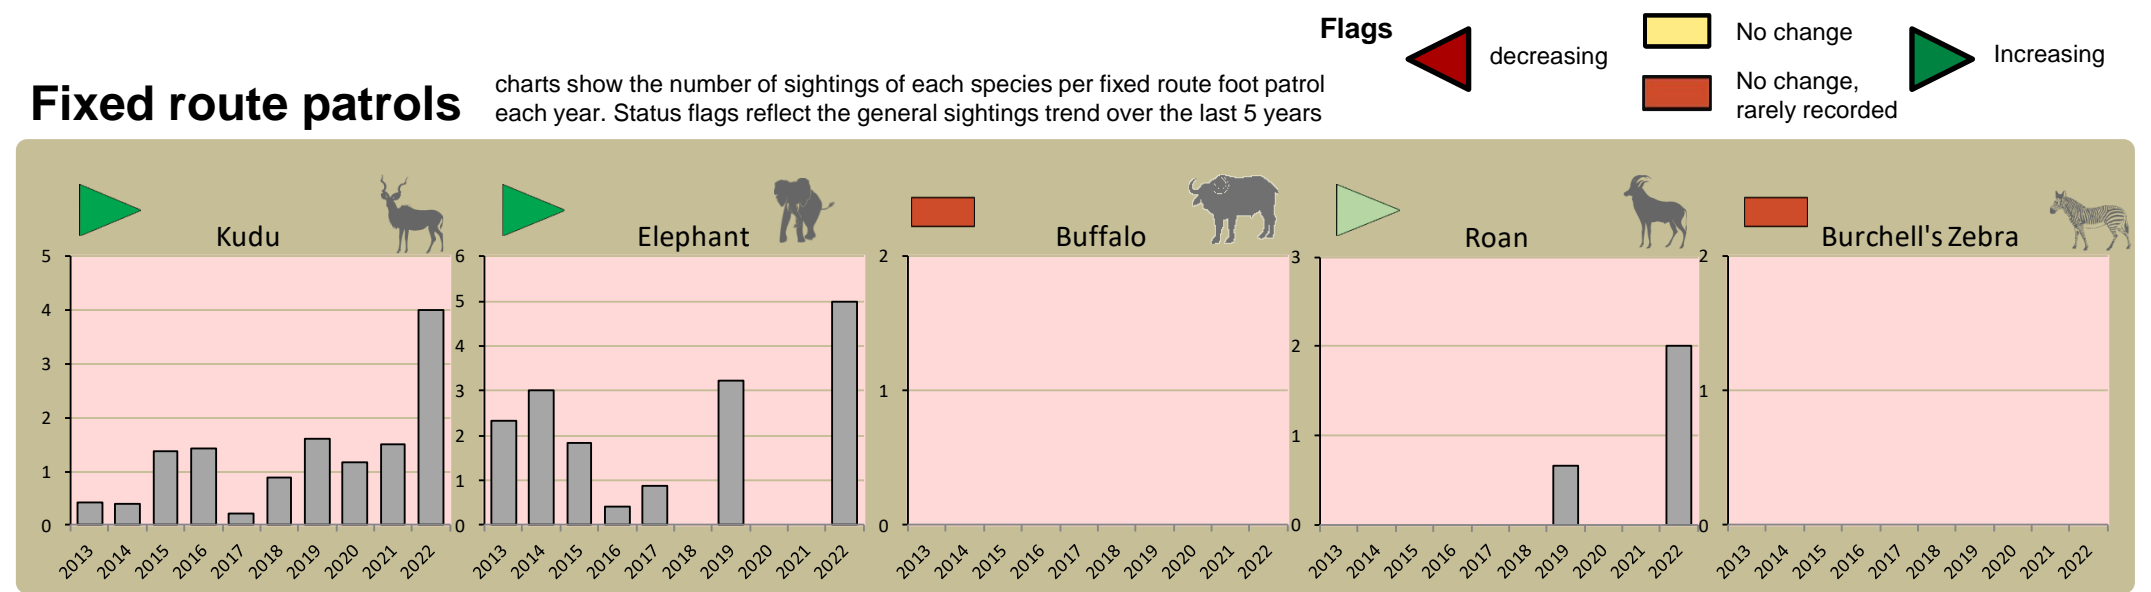 Flags
decreasing
No change
No change,
rarely recorded
Increasing
Fixed route patrols
charts show the number of sightings of each species per fixed route foot patrol
each year. Status flags reflect the general sightings trend over the last 5 years
Kudu
5
4
3
2
1
0
2013 2014 2015 2016 2017 2018 2019 2020 2021 2022
Elephant
6
5
4
3
2
1
0
2013 2014 2015 2016 2017 2018 2019 2020 2021 2022
Buffalo
2
1
0
2013 2014 2015 2016 2017 2018 2019 2020 2021 2022
Roan
3
2
1
0
2013 2014 2015 2016 2017 2018 2019 2020 2021 2022
Burchell's Zebra
2
1
0
2013 2014 2015 2016 2017 2018 2019 2020 2021 2022